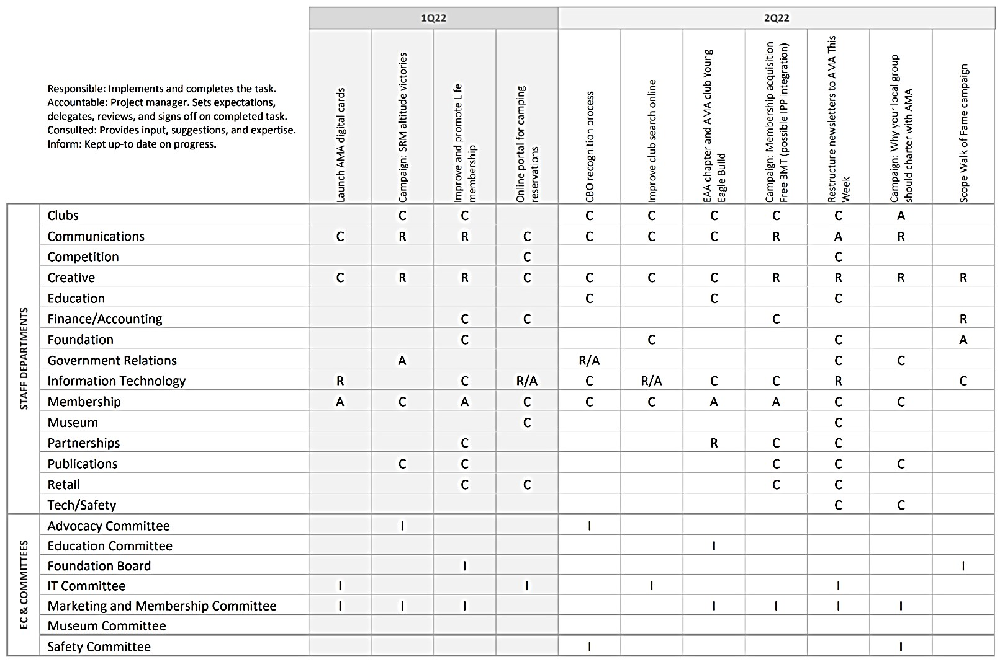 1Q22 2Q22
Responsible: Implements and completes the task.
Accountable: Project manager. Sets expectations,
delegates, reviews, and signs off on completed task.
Consulted: Provides input, suggestions, and expertise.
Inform: Kept up-to date on progress.
Launch AMA digital cards
Campaign: SRM altitude victories
Improve and promote Life
membership
Online portal for camping
reservations
CBO recognition process
Improve club search online
EAA chapter and AMA club Young
Eagle Build
Campaign: Membership acquisition
Free 3MT (possible IPP integration)
Restructure newsletters to AMA This
Week
Campaign: Why your local group
should charter with AMA
Scope Walk of Fame campaign
STAFF DEPARTMENTS
Clubs C C C C C C C A
Communications C R R C C C C R A R
Competition C C
Creative C R R C C C C R R R R
Education C C C
Finance/Accounting C C C R
Foundation C C C A
Government Relations A R/A C C
Information Technology R C R/A C R/A C C R C
Membership A C A C C C A A C C
Museum C C
Partnerships C R C C
Publications C C C C C
Retail C C C C
Tech/Safety C C
EC & COMMITTEES
Advocacy Committee I I
Education Committee I
Foundation Board I I
IT Committee I I I I
Marketing and Membership Committee I I I I I I I
Museum Committee
Safety Committee I I